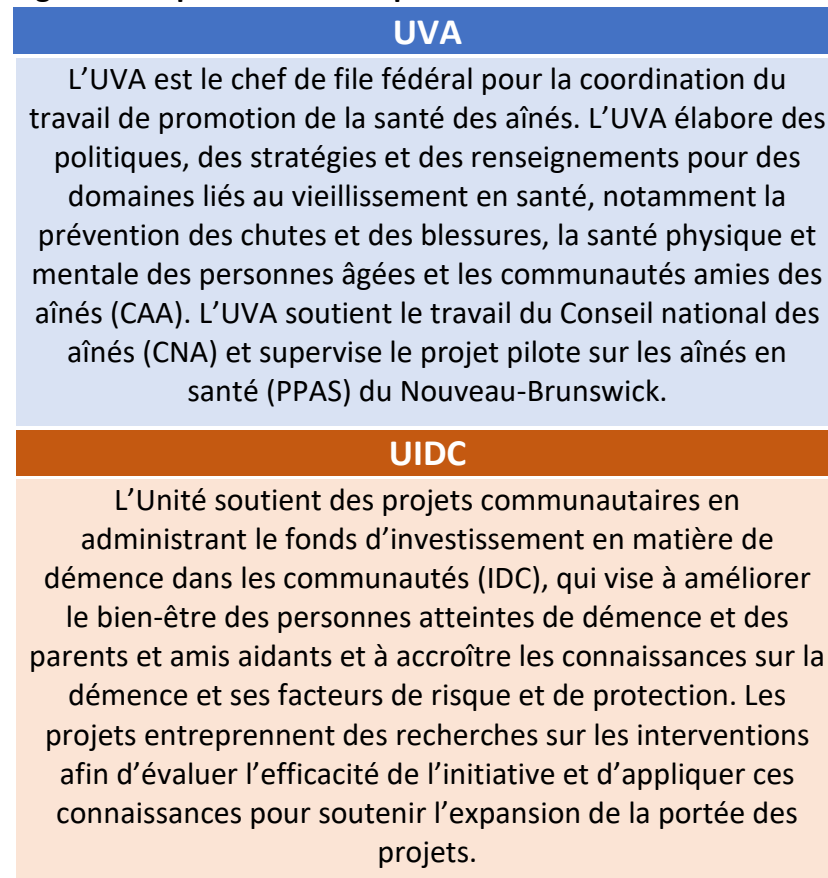 UVA
L’UVA est le chef de file fédéral pour la coordination du
travail de promotion de la santé des aînés. L’UVA élabore des
politiques, des stratégies et des renseignements pour des
domaines liés au vieillissement en santé, notamment la
prévention des chutes et des blessures, la santé physique et
mentale des personnes âgées et les communautés amies des
aînés (CAA). L’UVA soutient le travail du Conseil national des
aînés (CNA) et supervise le projet pilote sur les aînés en
santé (PPAS) du Nouveau-Brunswick.
UIDC
L’Unité soutient des projets communautaires en
administrant le fonds d’investissement en matière de
démence dans les communautés (IDC), qui vise à améliorer
le bien-être des personnes atteintes de démence et des
parents et amis aidants et à accroître les connaissances sur la
démence et ses facteurs de risque et de protection. Les
projets entreprennent des recherches sur les interventions
afin d’évaluer l’efficacité de l’initiative et d’appliquer ces
connaissances pour soutenir l’expansion de la portée des
projets.